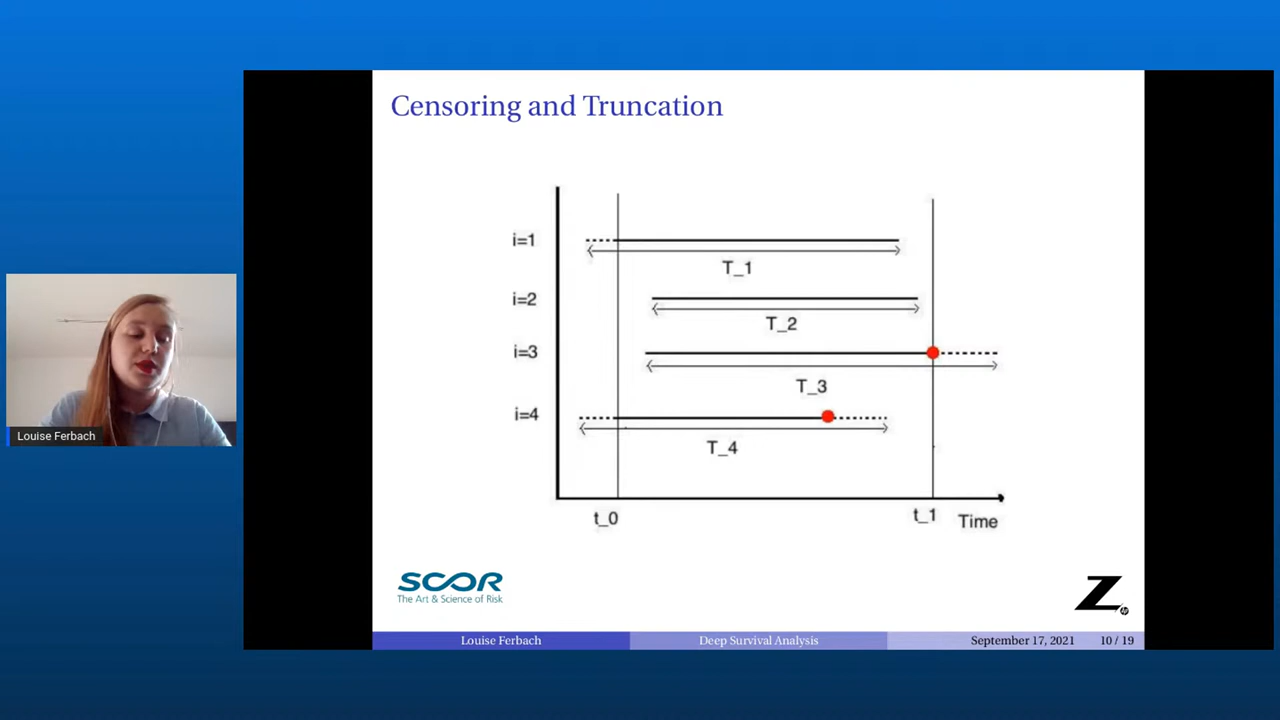 Censoring and Truncation
i=1
T_1
i=2
T_2
i=3
T_3
i=4
T_4
t_0
t_1
Time
Louise Ferbach
SCOR
The Art & Science of Risk
Z
hp
Louise Ferbach
Deep Survival Analysis
September 17, 2021
10 / 19